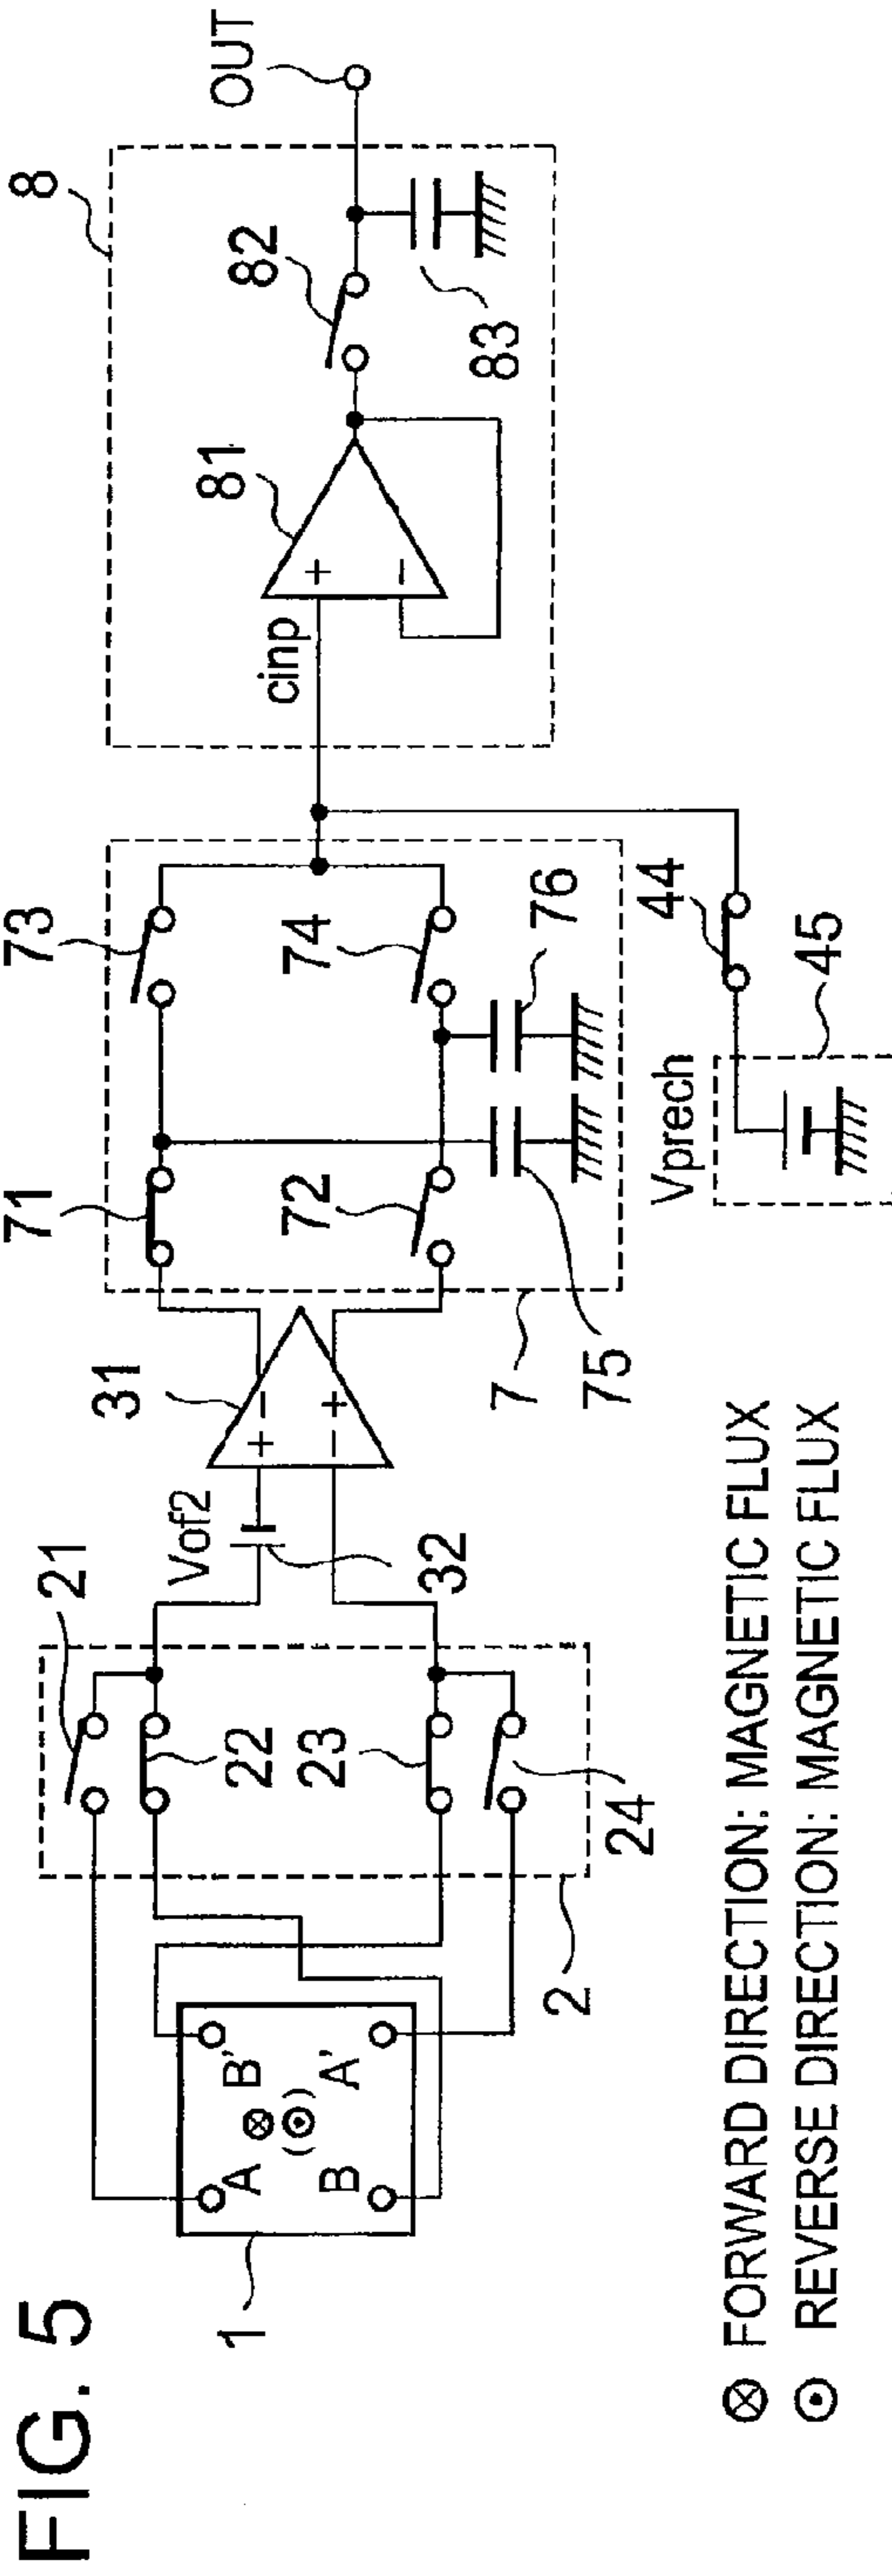 FIG. 5
1
A
B'
B
A'
2
21
22
23
24
Vof2
32
31
+
−
−
+
7
71
72
73
74
75
76
Vprech
44
45
cinp
8
81
+
−
82
83
OUT
FORWARD DIRECTION: MAGNETIC FLUX
REVERSE DIRECTION: MAGNETIC FLUX